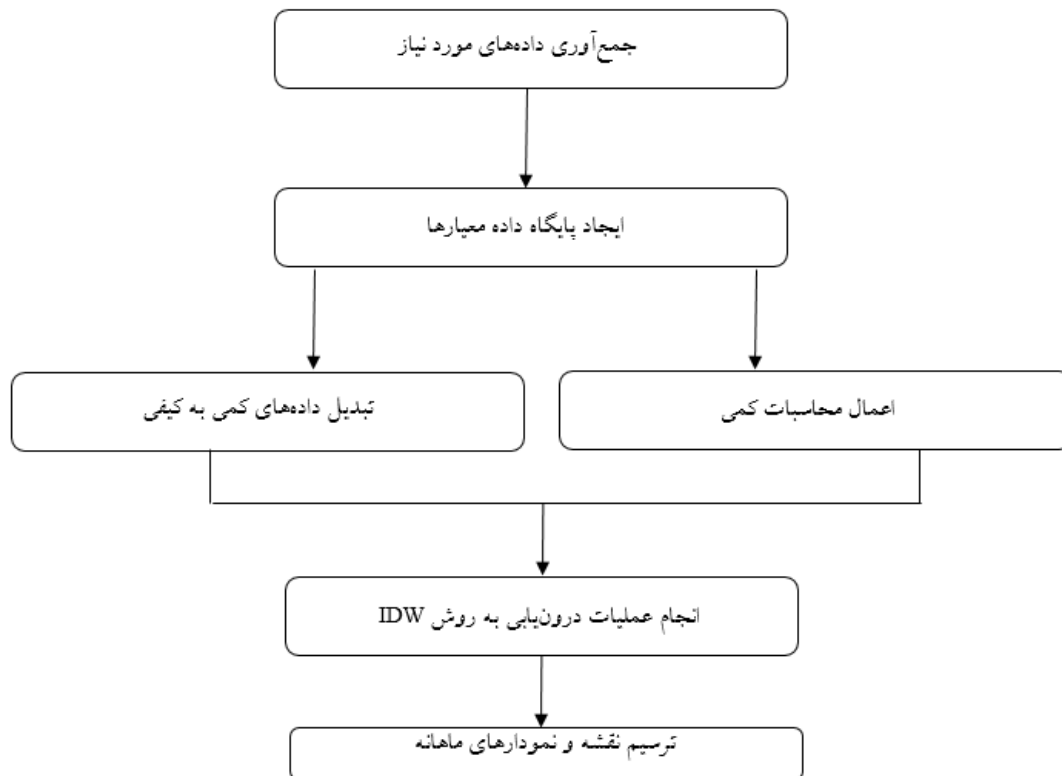 جمع‌آوری داده‌های مورد نیاز
ایجاد پایگاه داده معیارها
اعمال محاسبات کمی
تبدیل داده‌های کمی به کیفی
انجام عملیات درون‌یابی به روش IDW
ترسیم نقشه و نمودارهای ماهانه